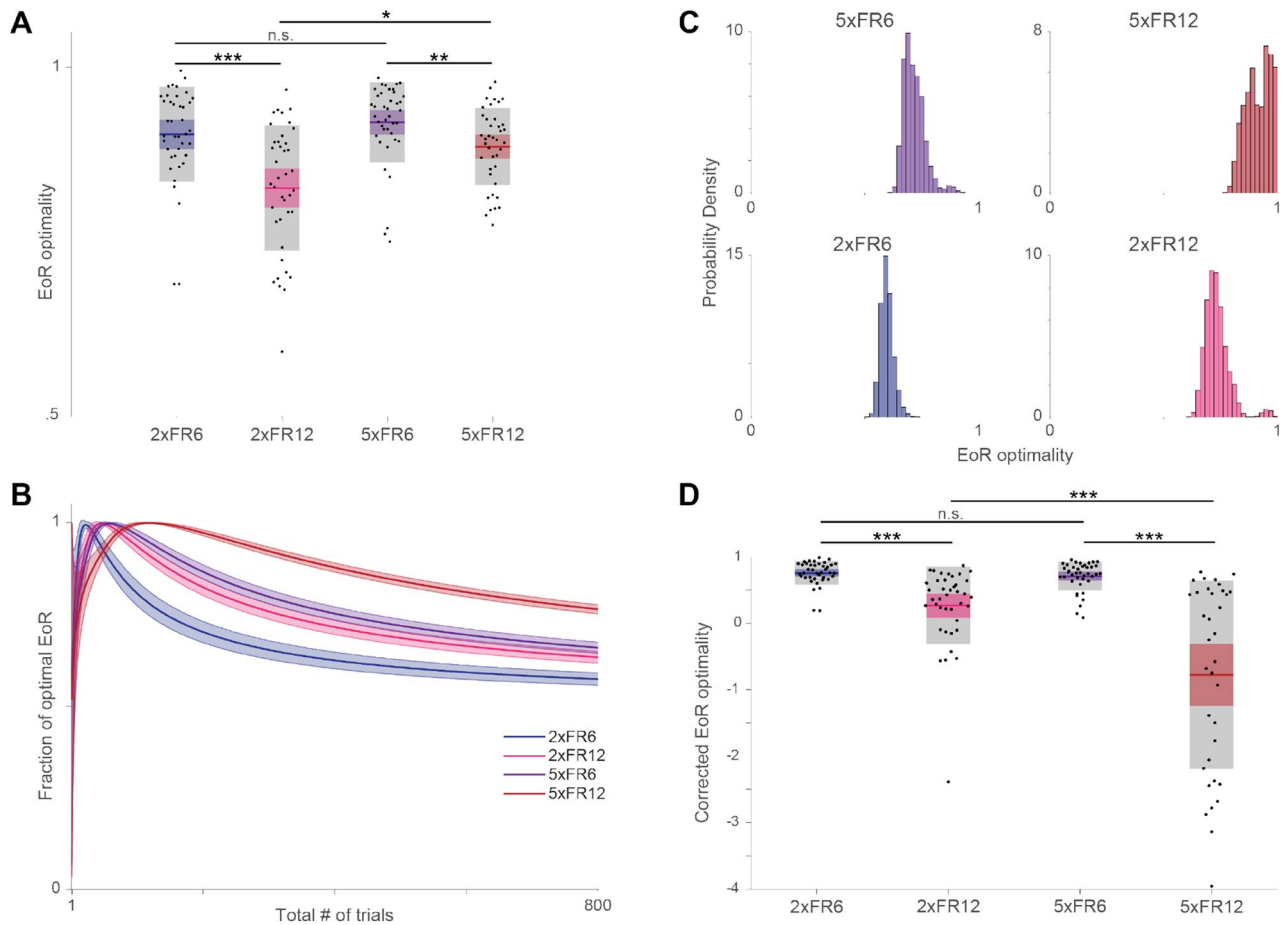 A
*
n.s.
*** **
1
EoR optimality
.5
2xFR6 2xFR12 5xFR6 5xFR12
B
1
Fraction of optimal EoR
0
2xFR6
2xFR12
5xFR6
5xFR12
1 800
Total # of trials
C
5xFR6 5xFR12
10 8
0 0
0 1 0 1
Probability Density
2xFR6 2xFR12
15 10
0 0
0 1 0 1
EoR optimality
D
***
n.s.
*** ***
1
0
-1
-2
-3
-4
Corrected EoR optimality
2xFR6 2xFR12 5xFR6 5xFR12